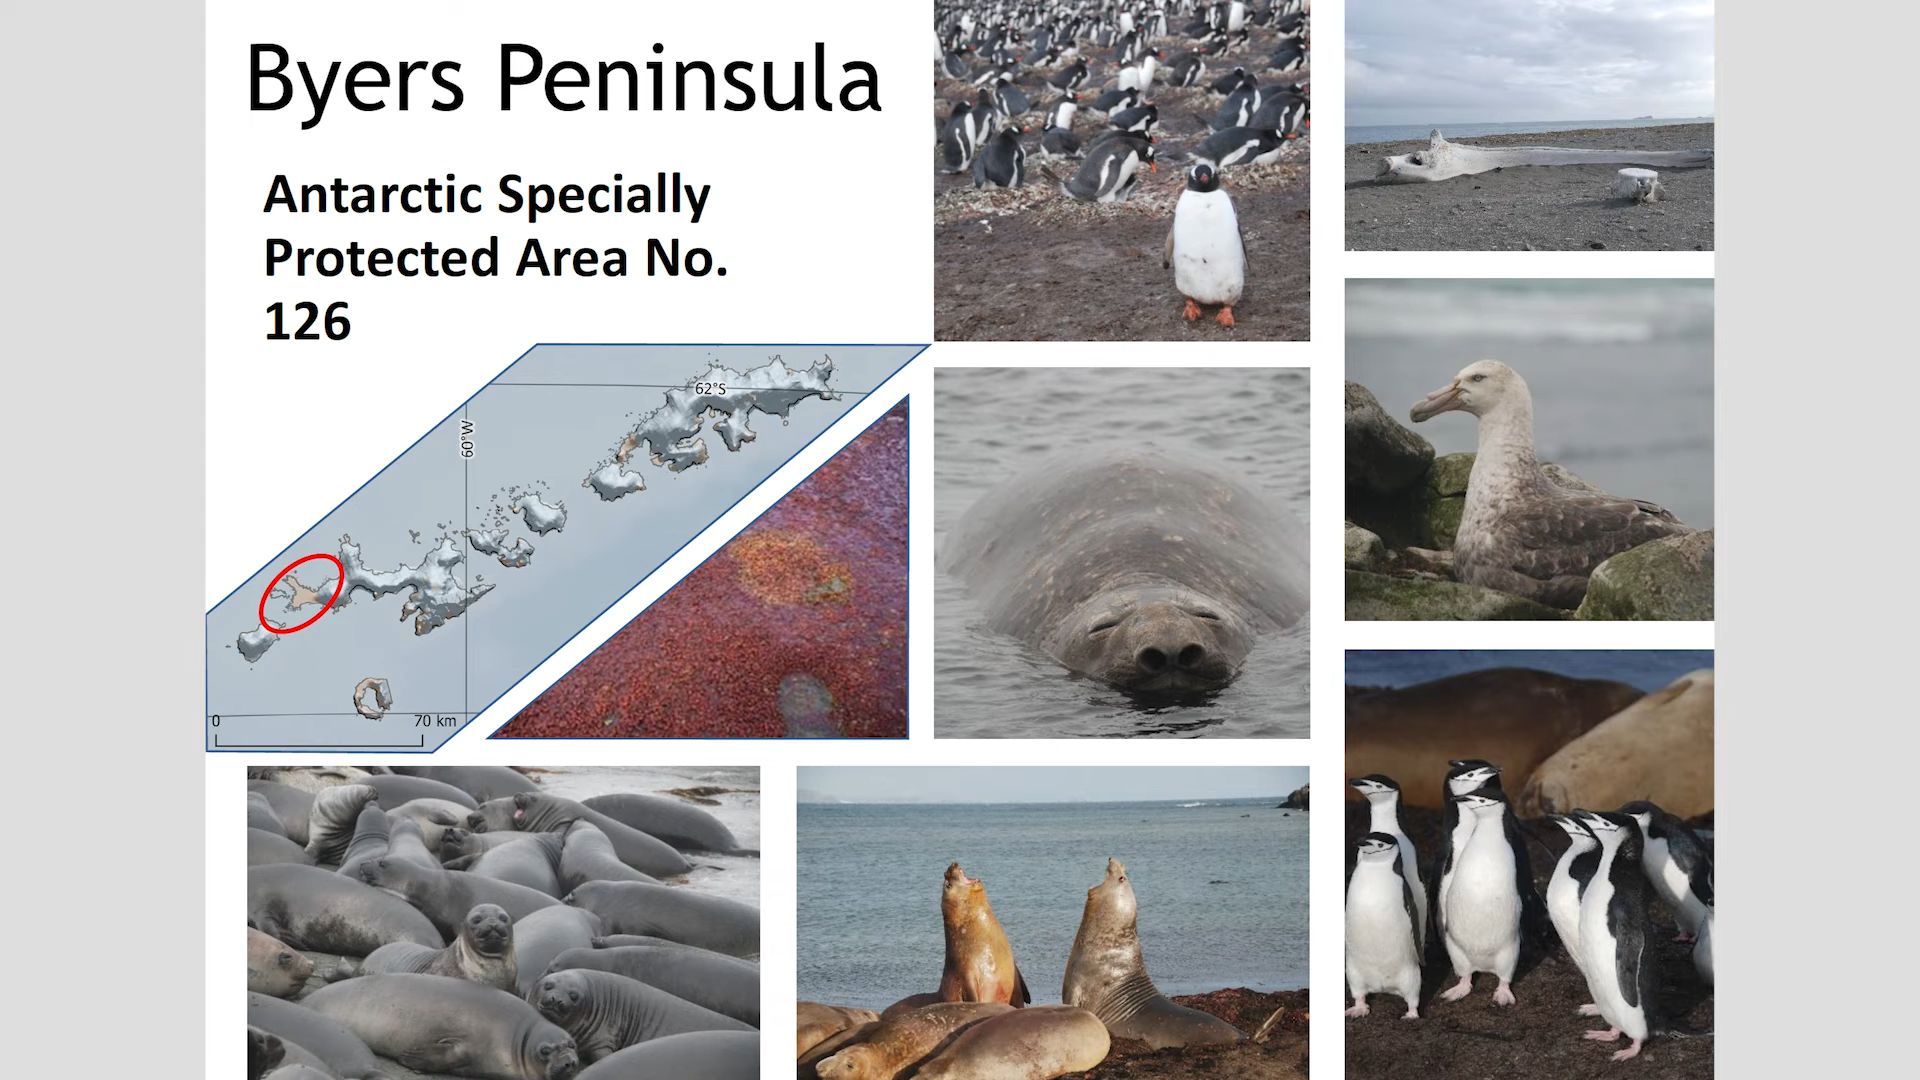 Byers Peninsula
Antarctic Specially
Protected Area No.
126
62°S
60°W
0 70 km